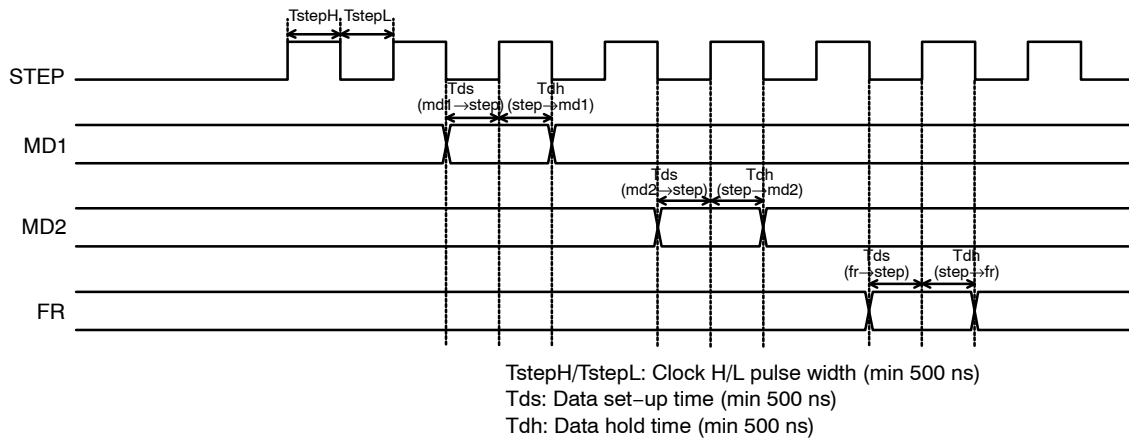 TstepH TstepL
STEP
Tds Tdh
(md1→step) (step→md1)
MD1
Tds Tdh
(md2→step) (step→md2)
MD2
Tds Tdh
(fr→step) (step→fr)
FR
TstepH/TstepL: Clock H/L pulse width (min 500 ns)
Tds: Data set−up time (min 500 ns)
Tdh: Data hold time (min 500 ns)